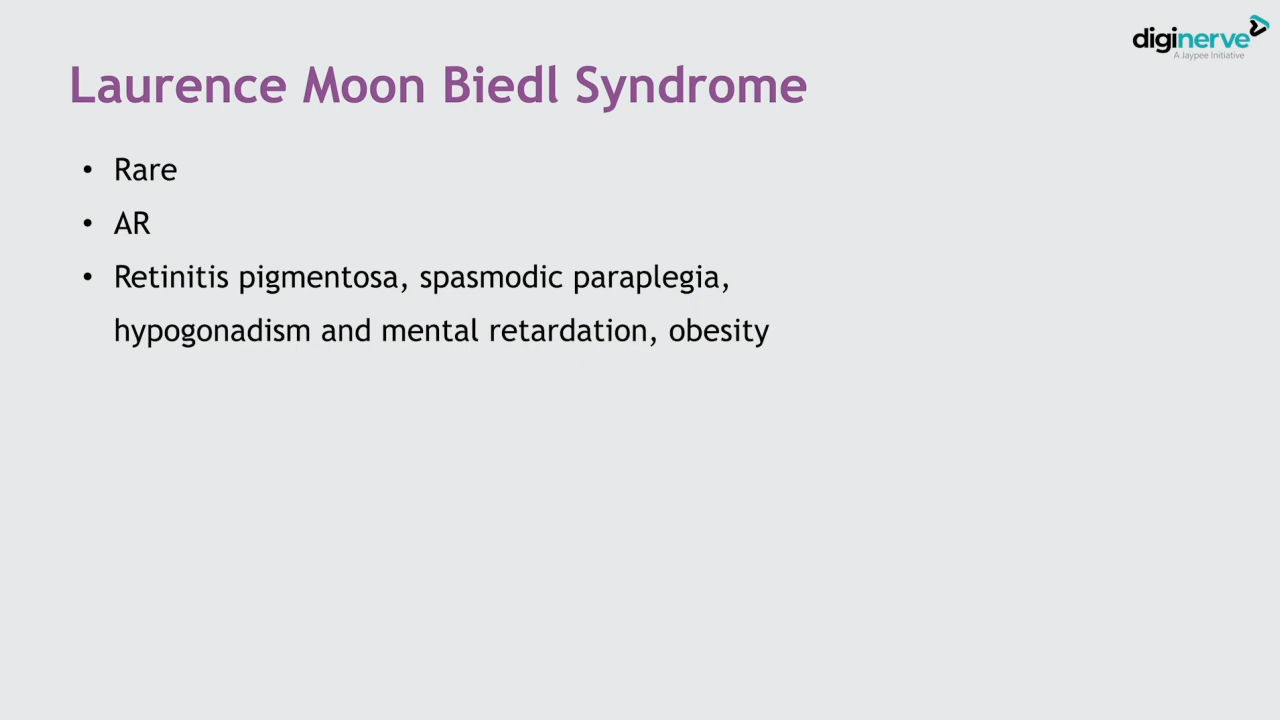 diginerve
A Jaypee Initiative
Laurence Moon Biedl Syndrome
• Rare
• AR
• Retinitis pigmentosa, spasmodic paraplegia,
hypogonadism and mental retardation, obesity